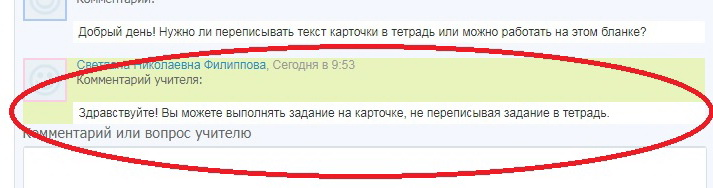 Комментарий:
Добрый день! Нужно ли переписывать текст карточки в тетрадь или можно работать на этом бланке?
Светлана Николаевна Филиппова, Сегодня в 9:53
Комментарий учителя:
Здравствуйте! Вы можете выполнять задание на карточке, не переписывая задание в тетрадь.
Комментарий или вопрос учителю